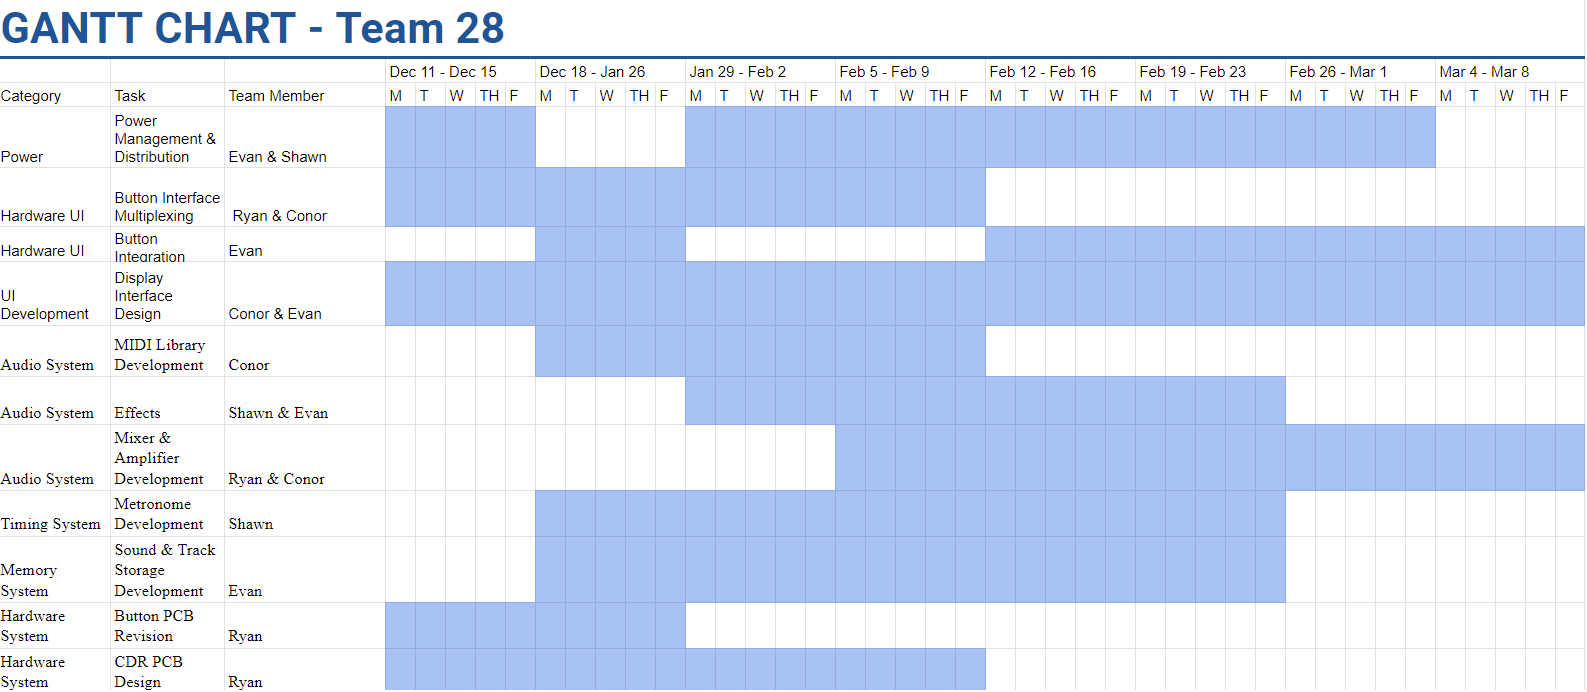 GANTT CHART - Team 28
Dec 11 - Dec 15 Dec 18 - Jan 26 Jan 29 - Feb 2 Feb 5 - Feb 9 Feb 12 - Feb 16 Feb 19 - Feb 23 Feb 26 - Mar 1 Mar 4 - Mar 8
Category Task Team Member M T W TH F M T W TH F M T W TH F M T W TH F M T W TH F M T W TH F M T W TH F M T W TH F
Power
Management &
Power Distribution Evan & Shawn
Button Interface
Hardware UI Multiplexing Ryan & Conor
Button
Hardware UI Integration Evan
Display
UI Interface
Development Design Conor & Evan
MIDI Library
Audio System Development Conor
Audio System Effects Shawn & Evan
Mixer &
Amplifier
Audio System Development Ryan & Conor
Metronome
Timing System Development Shawn
Sound & Track
Memory Storage
System Development Evan
Hardware Button PCB
System Revision Ryan
Hardware CDR PCB
System Design Ryan